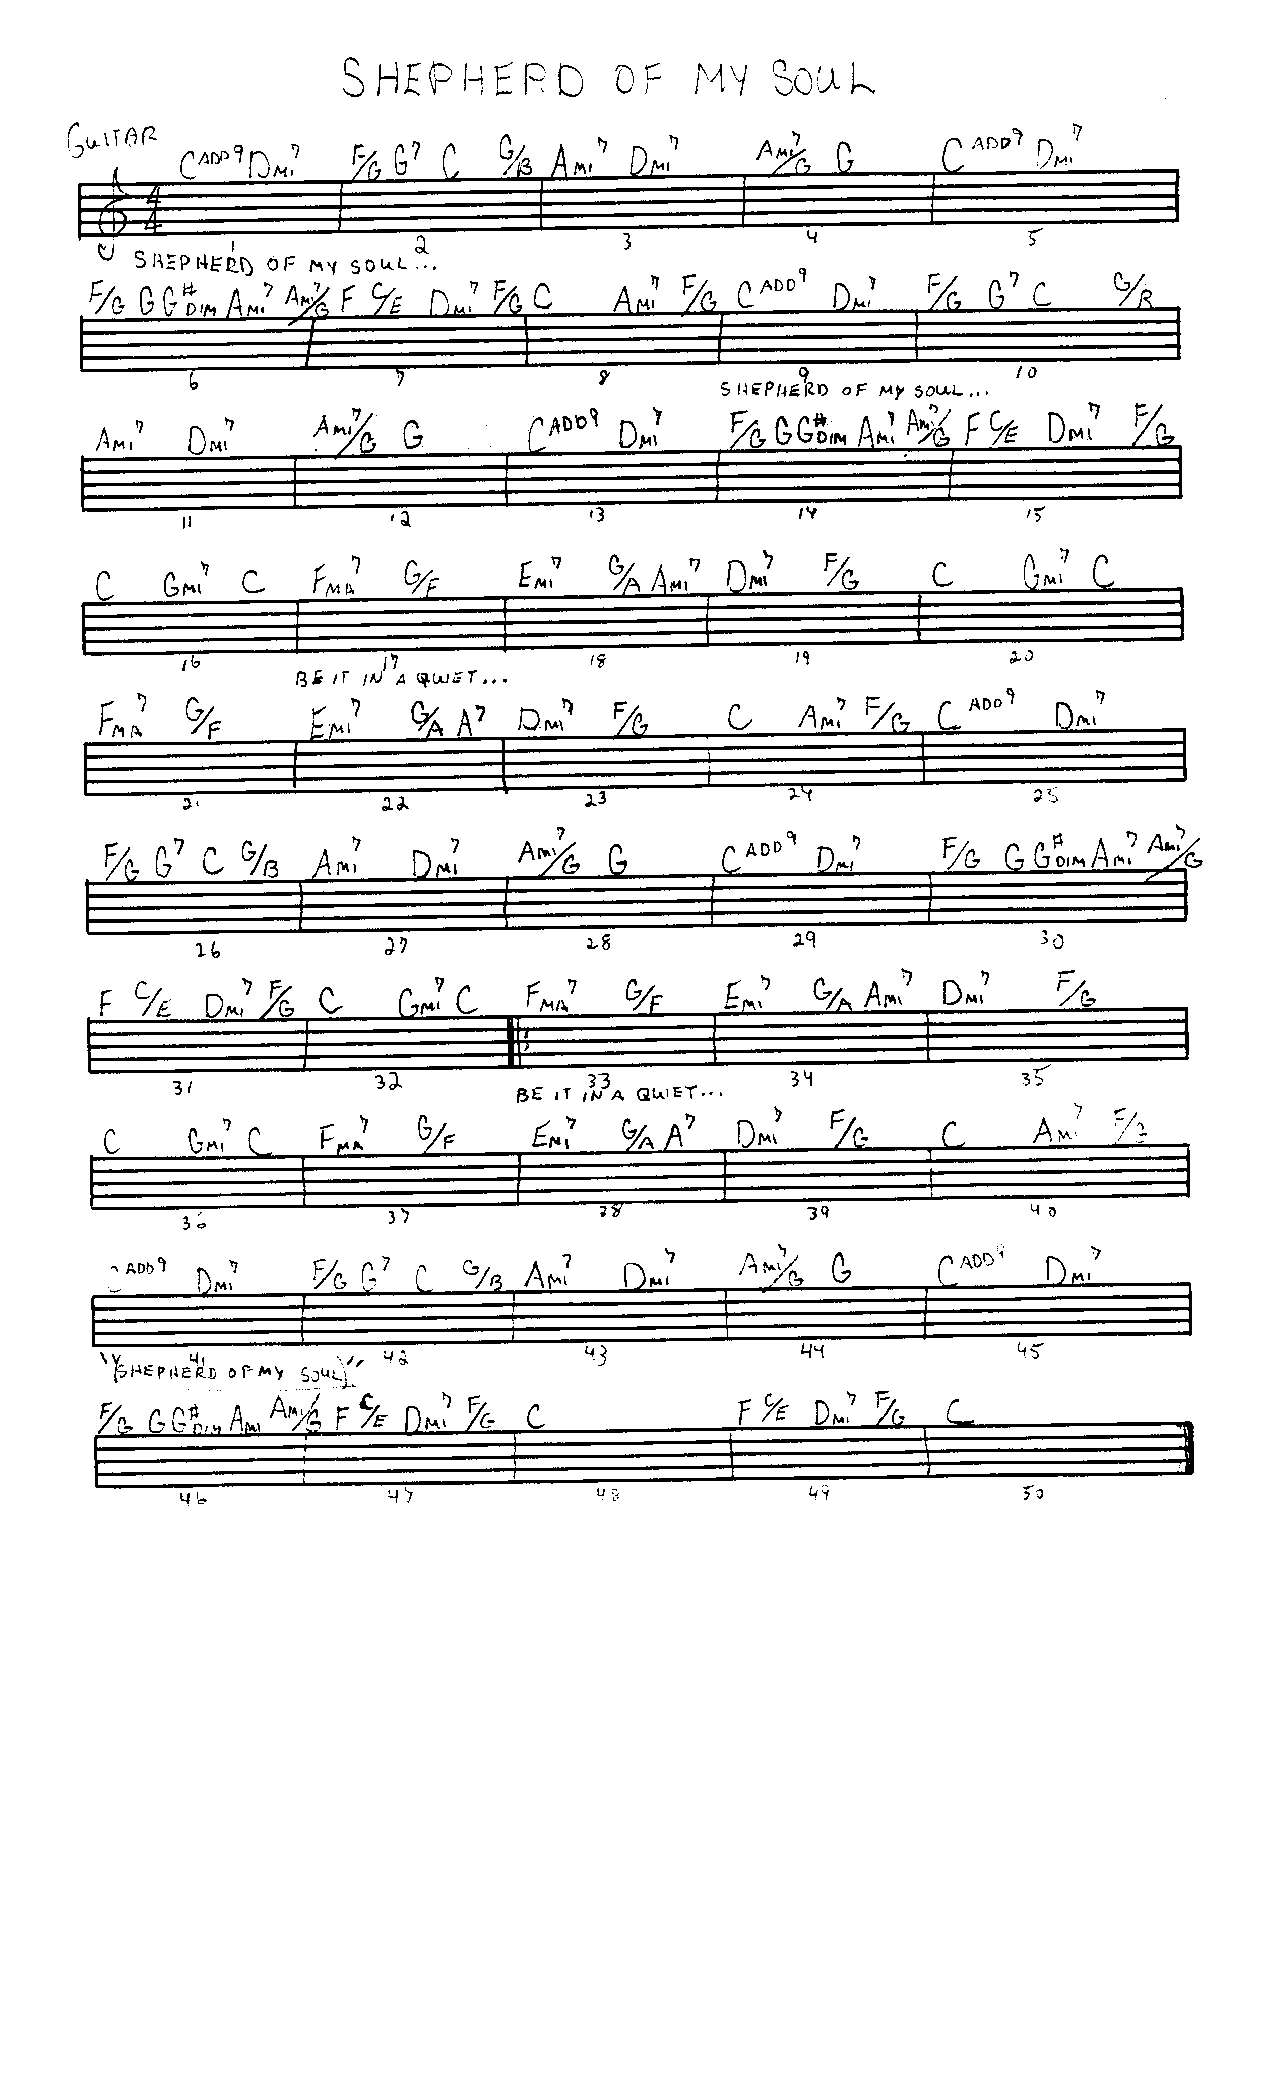 SHEPHERD OF MY SOUL
GUITAR
CADD9 DMI7 F/G G7 C G/B AMI7 DMI7 AMI7/G G CADD9 DMI7
4 4
1 2 3 4 5
SHEPHERD OF MY SOUL...
F/G G G#DIM AMI7 AMI7/G F C/E DMI7 F/G C AMI7 F/G CADD9 DMI7 F/G G7 C G/B
6 7 8 9 10
SHEPHERD OF MY SOUL...
AMI7 DMI7 AMI7/G G CADD9 DMI7 F/G G G#DIM AMI7 AMI7/G F C/E DMI7 F/G
11 12 13 14 15
C GMI7 C FMA7 G/F EMI7 G/A AMI7 DMI7 F/G C GMI7 C
16 17 18 19 20
BE IT IN A QUIET...
FMA7 G/F EMI7 G/A A7 DMI7 F/G C AMI7 F/G CADD9 DMI7
21 22 23 24 25
F/G G7 C G/B AMI7 DMI7 AMI7/G G CADD9 DMI7 F/G G G#DIM AMI7 AMI7/G
26 27 28 29 30
F C/E DMI7 F/G C GMI7 C FMA7 G/F EMI7 G/A AMI7 DMI7 F/G
31 32 33 34 35
BE IT IN A QUIET...
C GMI7 C FMA7 G/F EMI7 G/A A7 DMI7 F/G C AMI7 F/G
36 37 38 39 40
CADD9 DMI7 F/G G7 C G/B AMI7 DMI7 AMI7/G G CADD9 DMI7
41 42 43 44 45
"(SHEPHERD OF MY SOUL)"
F/G G G#DIM AMI AMI7/G F C/E DMI7 F/G C F C/E DMI7 F/G C
46 47 48 49 50